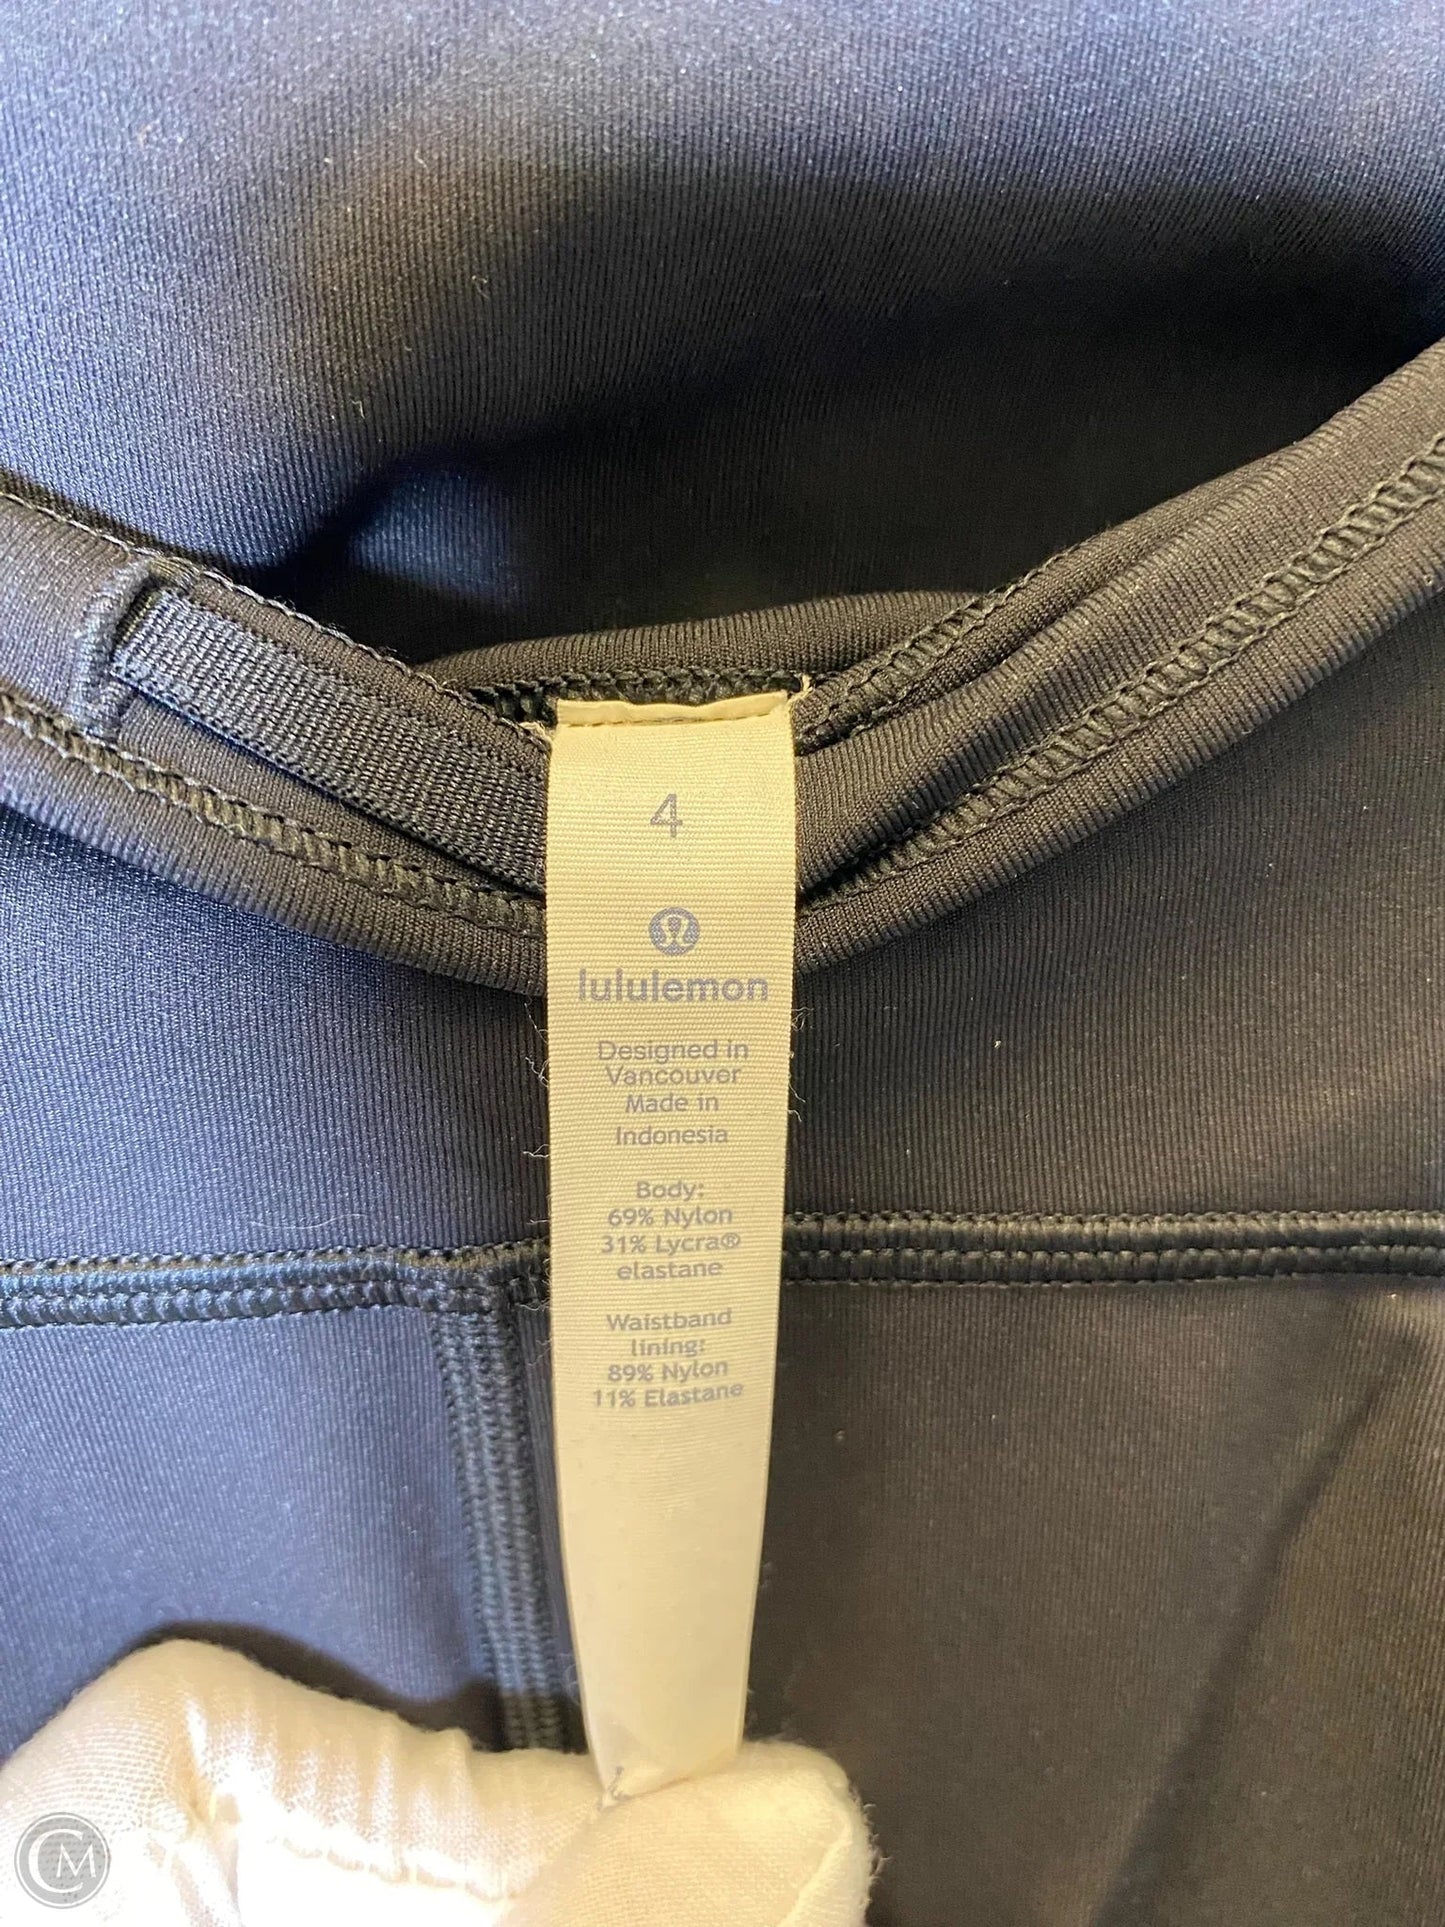 4
lululemon
Designed in
Vancouver
Made in
Indonesia
Body:
69% Nylon
31% Lycra®
elastane
Waistband
lining:
89% Nylon
11% Elastane
CM